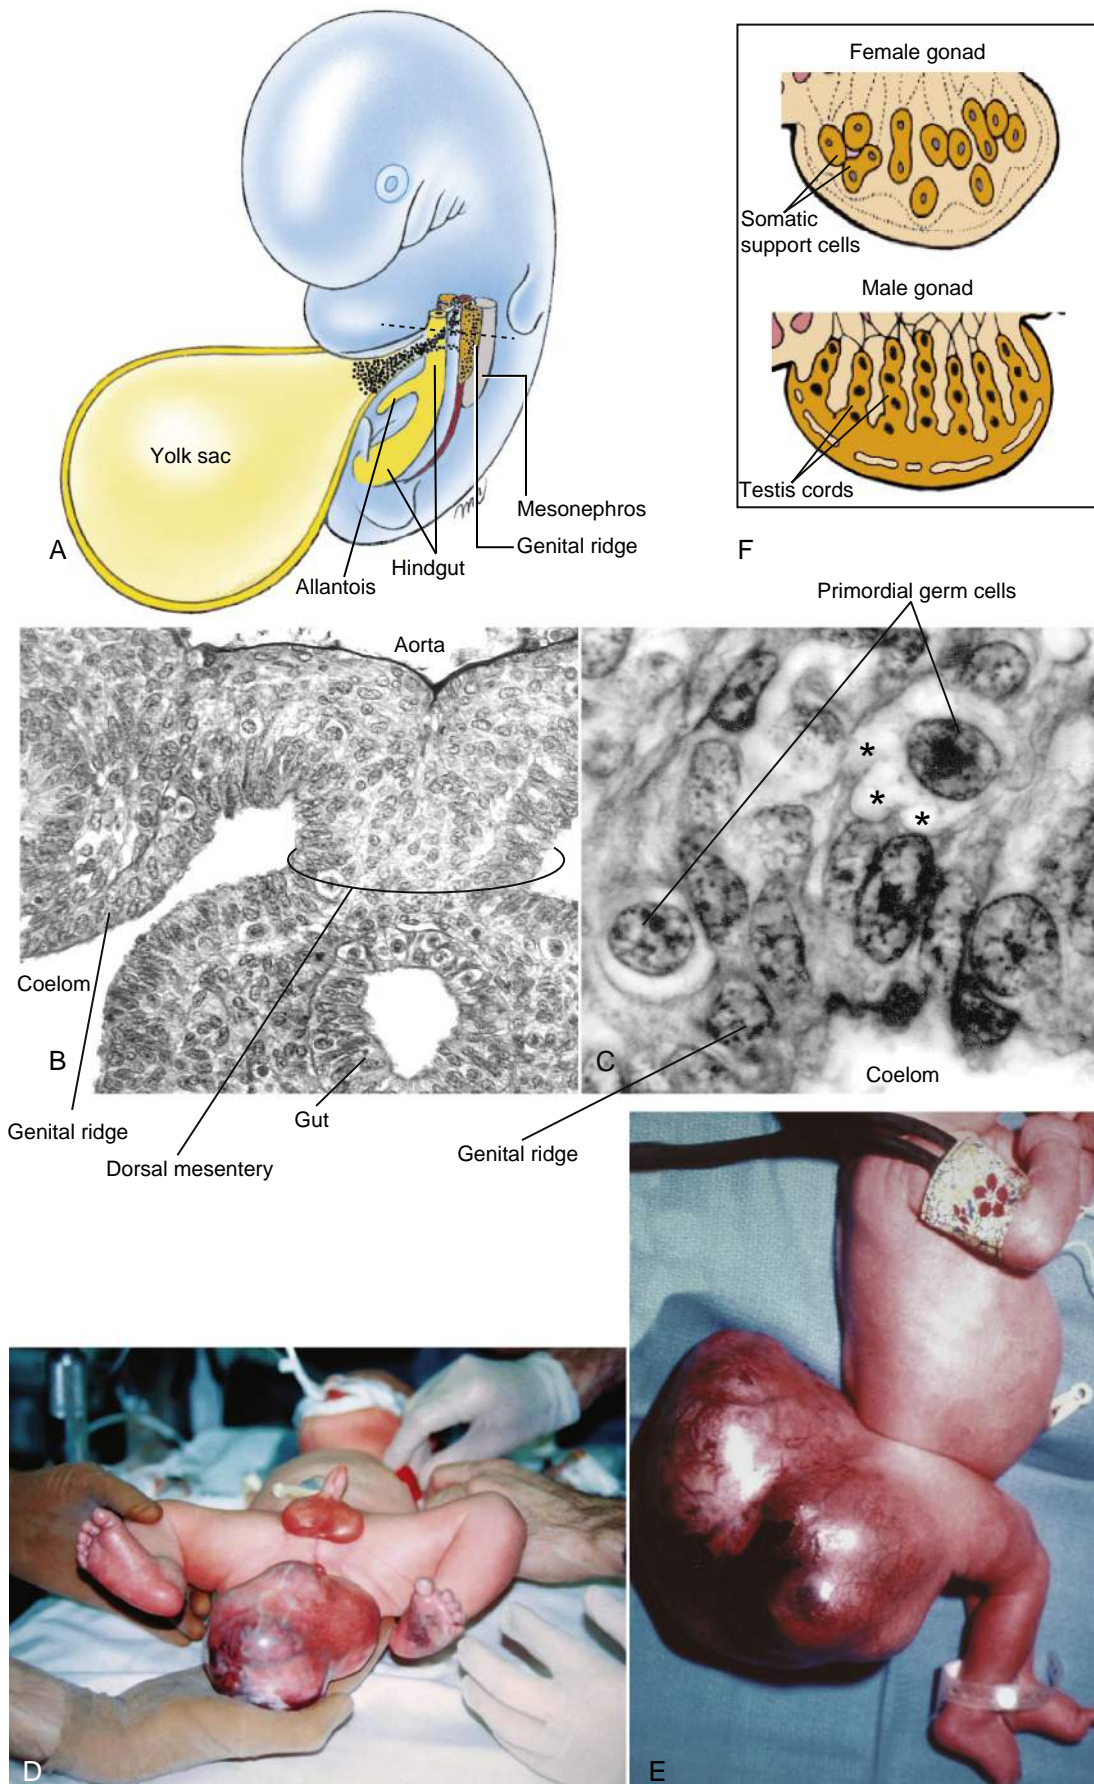 Female gonad
Somatic
support cells
Male gonad
Testis cords
F
Yolk sac
Mesonephros
Genital ridge
Hindgut
Allantois
A
Primordial germ cells
Aorta
Coelom
B
Genital ridge
Gut
Dorsal mesentery
*
*
*
C
Coelom
Genital ridge
D
E